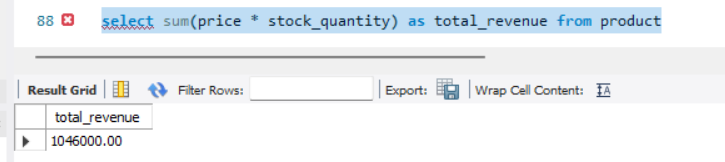 88 select sum(price * stock_quantity) as total_revenue from product
Result Grid Filter Rows: Export: Wrap Cell Content: IA
total_revenue
1046000.00